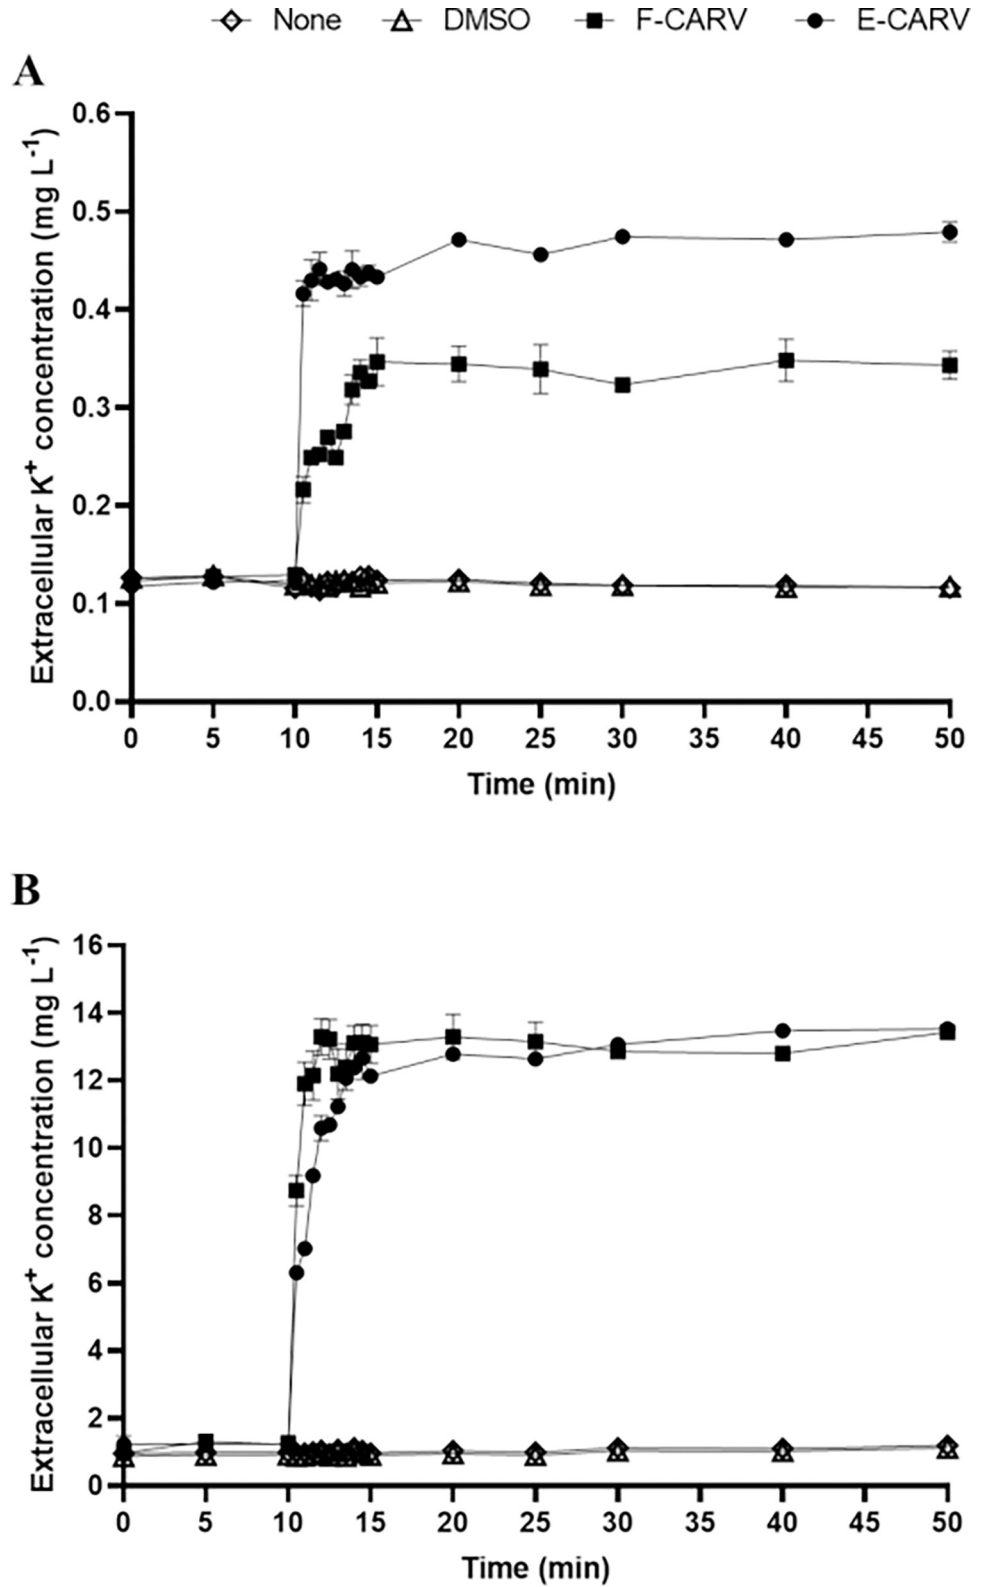 None DMSO F-CARV E-CARV
A
Extracellular K⁺ concentration (mg L⁻¹)
0.6
0.5
0.4
0.3
0.2
0.1
0.0
0 5 10 15 20 25 30 35 40 45 50
Time (min)
B
Extracellular K⁺ concentration (mg L⁻¹)
16
14
12
10
8
6
4
2
0
0 5 10 15 20 25 30 35 40 45 50
Time (min)